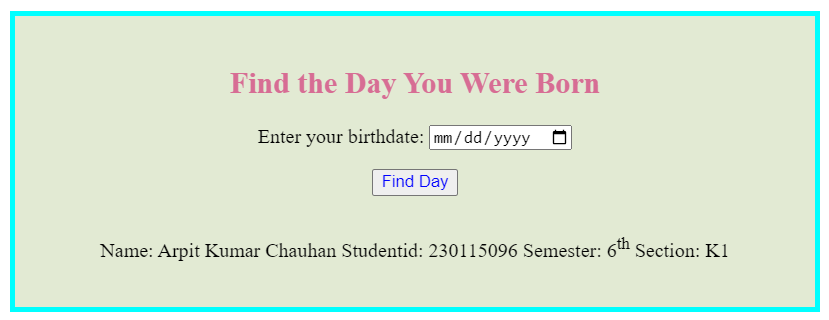 Find the Day You Were Born
Enter your birthdate: mm/dd/yyyy
Find Day
Name: Arpit Kumar Chauhan Studentid: 230115096 Semester: 6th Section: K1